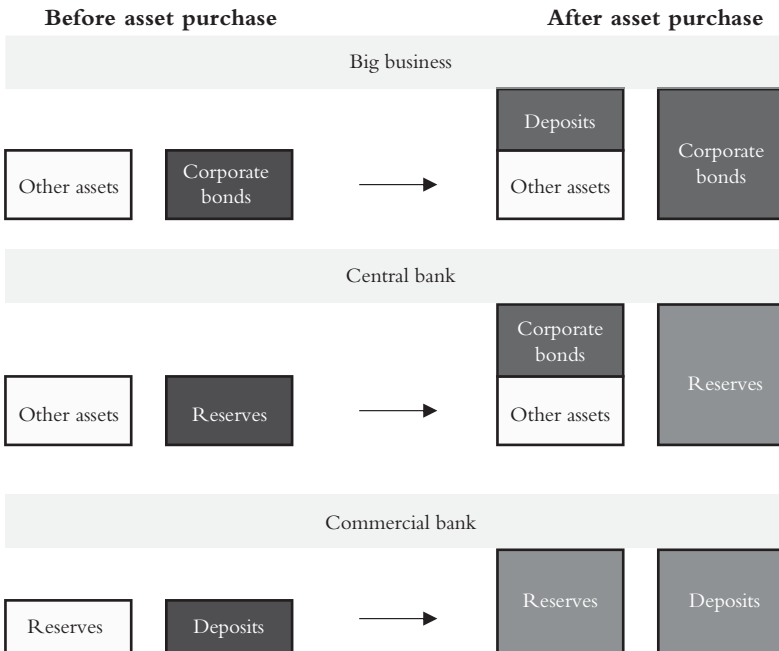 Before asset purchase
After asset purchase
Big business
Other assets
Corporate
bonds
Deposits
Other assets
Corporate
bonds
Central bank
Other assets
Reserves
Corporate
bonds
Other assets
Reserves
Commercial bank
Reserves
Deposits
Reserves
Deposits